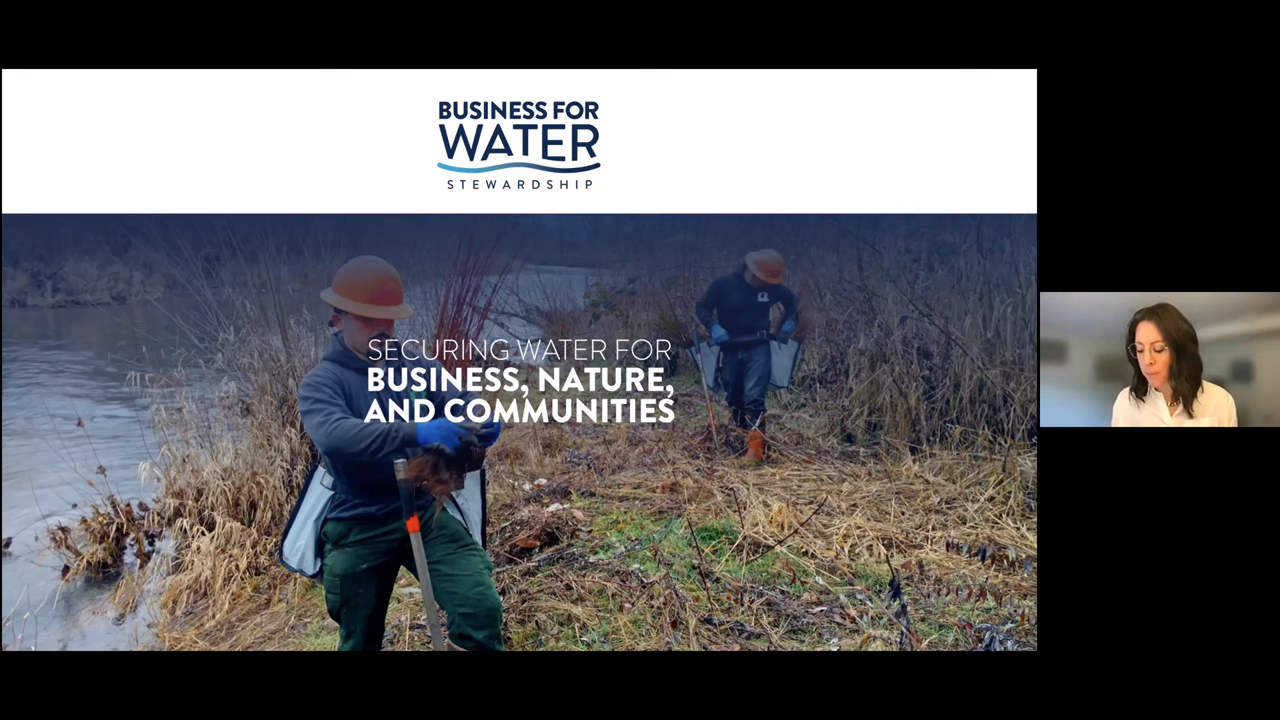 BUSINESS FOR
WATER
STEWARDSHIP
SECURING WATER FOR
BUSINESS, NATURE,
AND COMMUNITIES